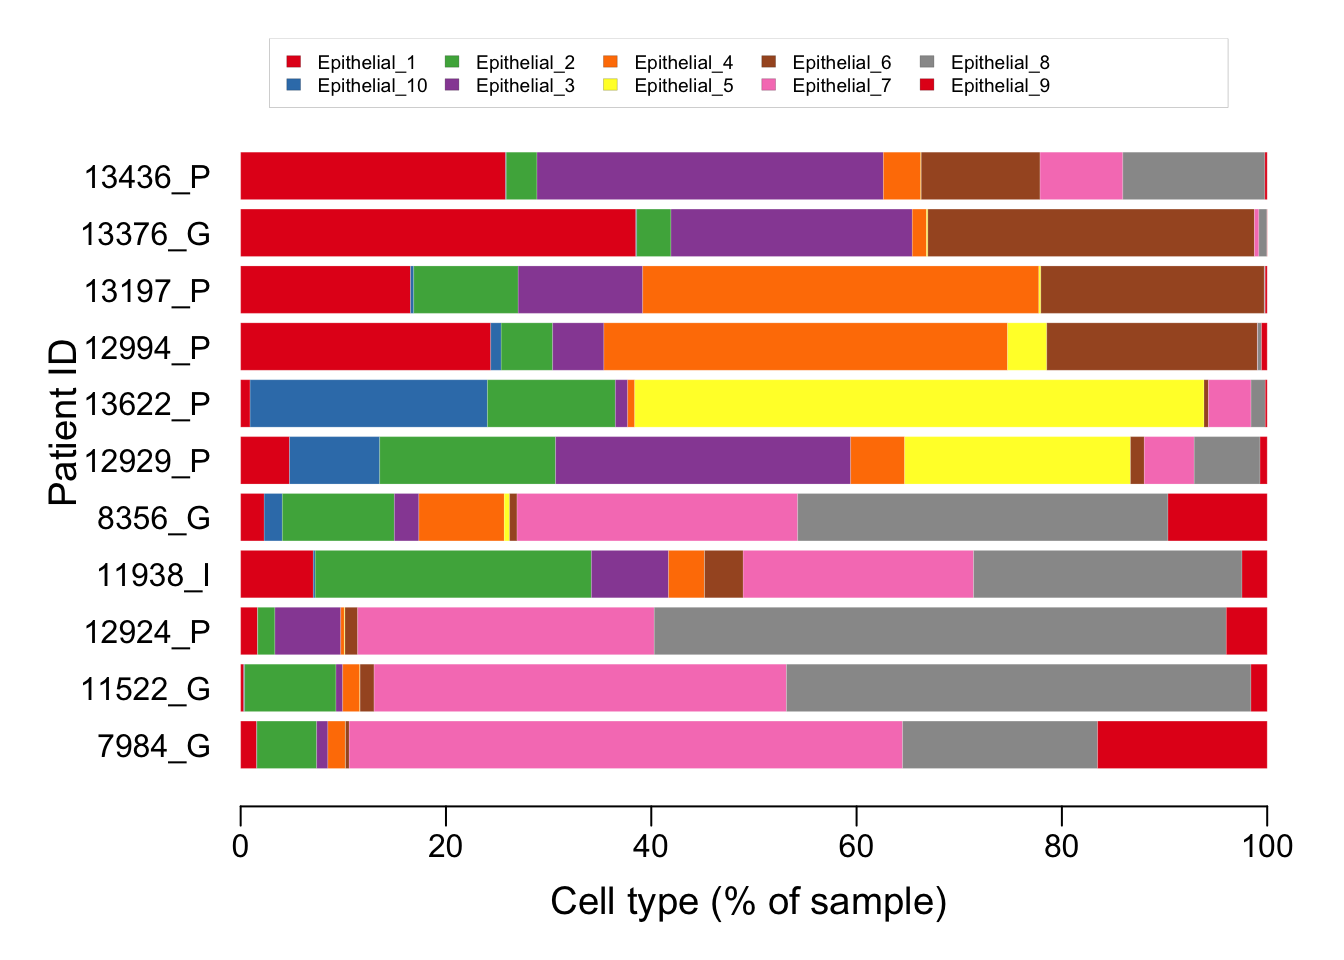 Epithelial_1 Epithelial_2 Epithelial_4 Epithelial_6 Epithelial_8
Epithelial_10 Epithelial_3 Epithelial_5 Epithelial_7 Epithelial_9
Patient ID
13436_P
13376_G
13197_P
12994_P
13622_P
12929_P
8356_G
11938_I
12924_P
11522_G
7984_G
0 20 40 60 80 100
Cell type (% of sample)